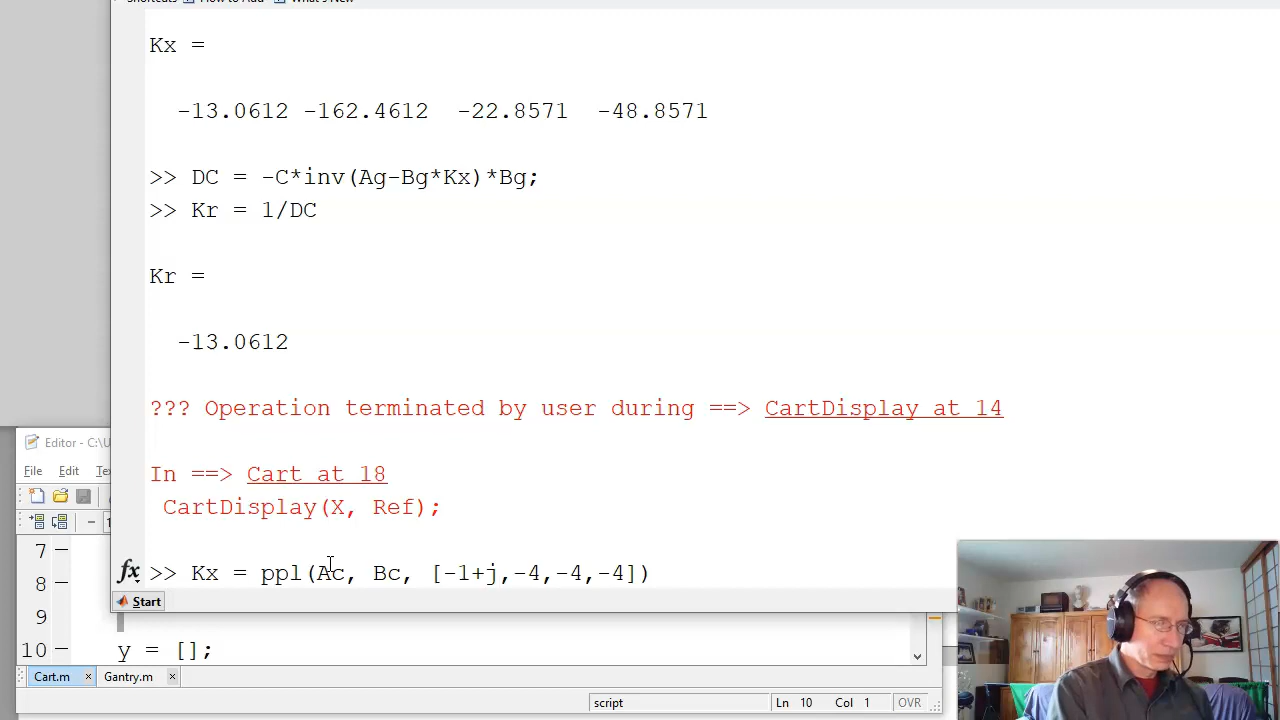 Shortcuts How to Add What's New
Kx =
-13.0612 -162.4612 -22.8571 -48.8571
>> DC = -C*inv(Ag-Bg*Kx)*Bg;
>> Kr = 1/DC
Kr =
-13.0612
??? Operation terminated by user during ==> CartDisplay at 14
In ==> Cart at 18
CartDisplay(X, Ref);
fx >> Kx = ppl(Ac, Bc, [-1+j,-4,-4,-4])
Start
Editor - C:\U
File Edit Te
7 -
8 -
9 -
10 - y = [];
Cart.m × Gantry.m ×
script Ln 10 Col 1 OVR